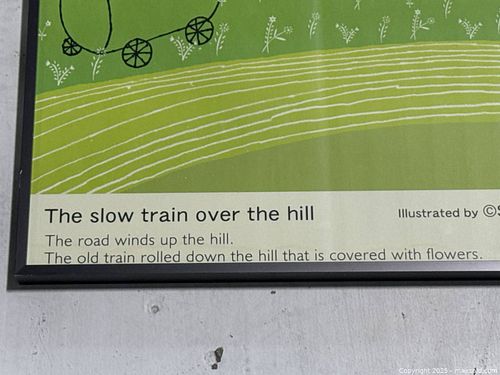 The slow train over the hill
Illustrated by ©S
The road winds up the hill.
The old train rolled down the hill that is covered with flowers.